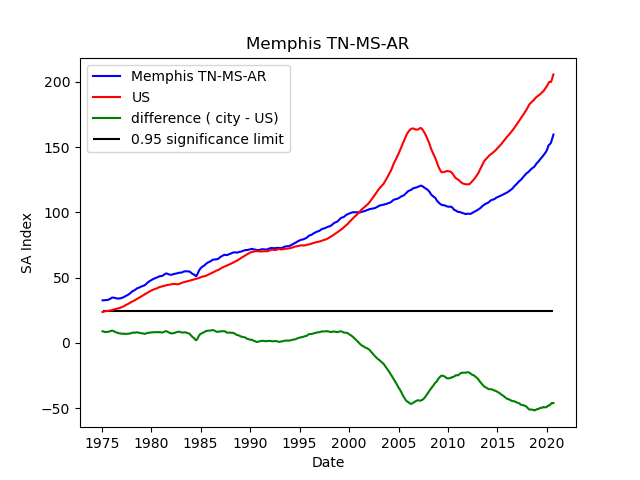 Memphis TN-MS-AR
Memphis TN-MS-AR
US
difference ( city - US)
0.95 significance limit
SA Index
200
150
100
50
0
−50
1975 1980 1985 1990 1995 2000 2005 2010 2015 2020
Date